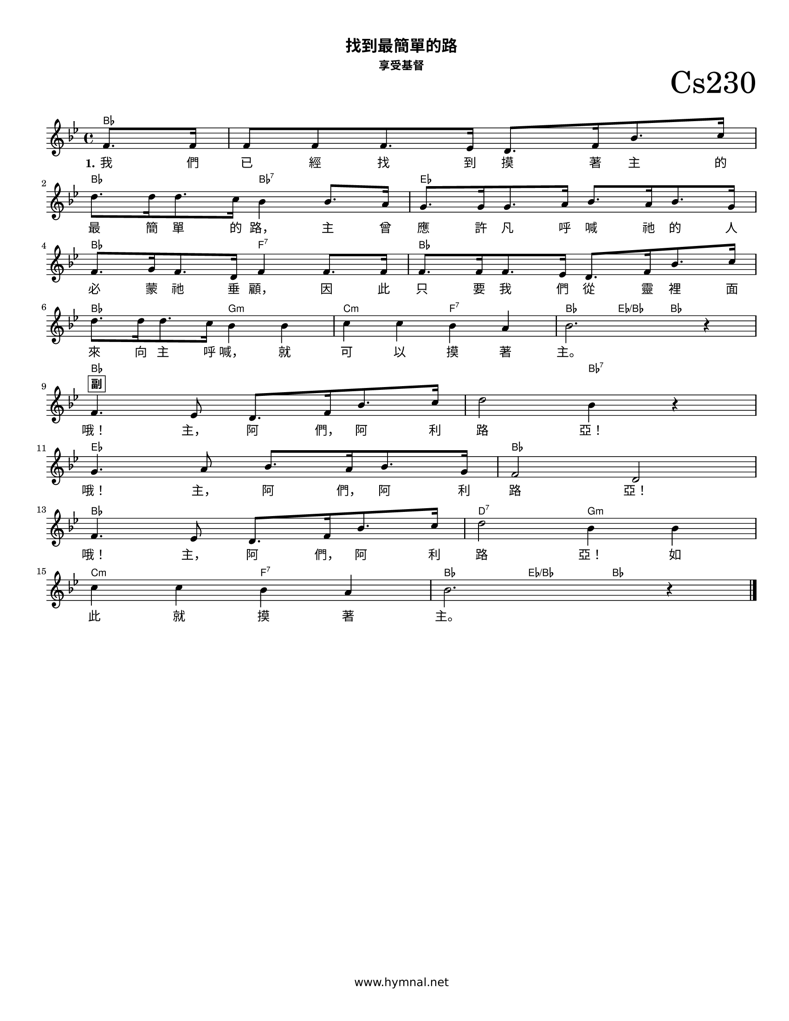 找到最簡單的路
享受基督
Cs230
B♭
1. 我 們 已 經 找 到 摸 著 主 的
2 B♭ B♭7 E♭
最 簡 單 的 路， 主 曾 應 許 凡 呼 喊 祂 的 人
4 B♭ F7 B♭
必 蒙 祂 垂 顧， 因 此 只 要 我 們 從 靈 裡 面
6 B♭ Gm Cm F7 B♭ E♭/B♭ B♭
來 向 主 呼 喊， 就 可 以 摸 著 主。
B♭ B♭7
9 副
哦！ 主， 阿 們， 阿 利 路 亞！
11 E♭ B♭
哦！ 主， 阿 們， 阿 利 路 亞！
13 B♭ D7 Gm
哦！ 主， 阿 們， 阿 利 路 亞！ 如
15 Cm F7 B♭ E♭/B♭ B♭
此 就 摸 著 主。
www.hymnal.net